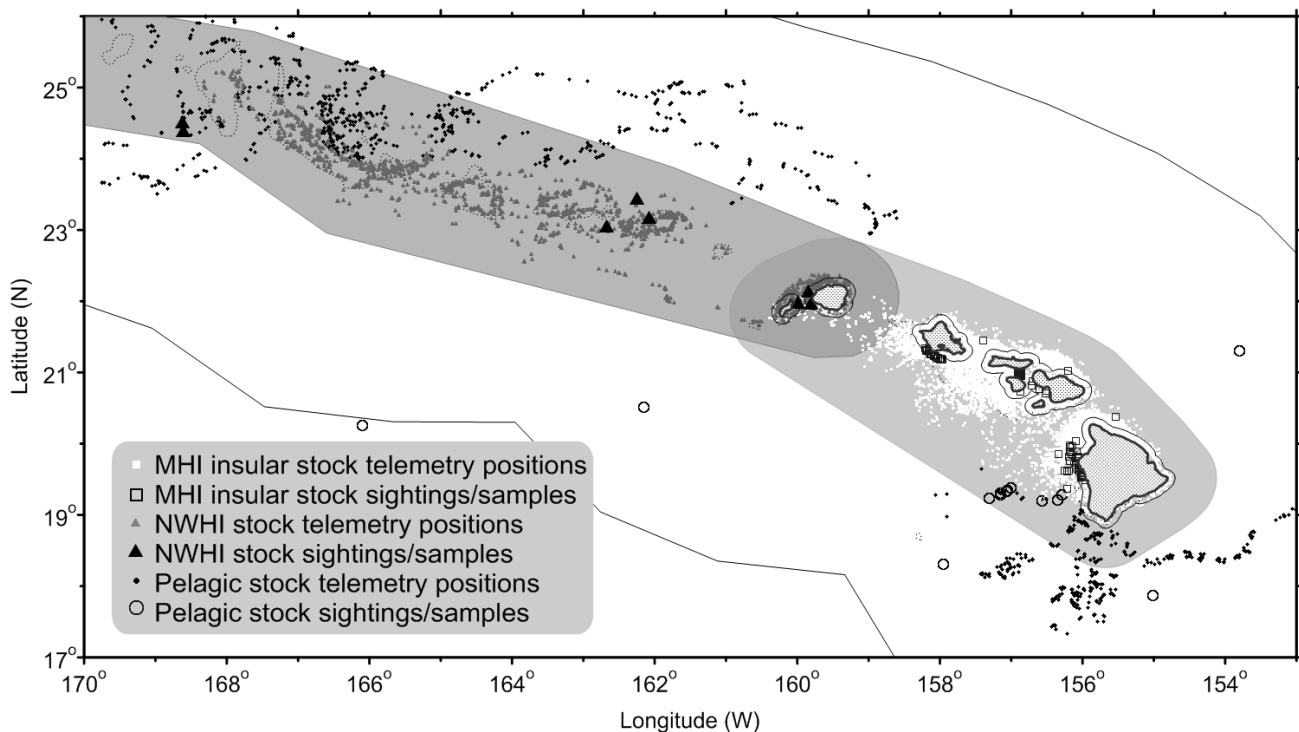 25°
23°
21°
19°
17°
Latitude (N)
MHI insular stock telemetry positions
MHI insular stock sightings/samples
NWHI stock telemetry positions
NWHI stock sightings/samples
Pelagic stock telemetry positions
Pelagic stock sightings/samples
170° 168° 166° 164° 162° 160° 158° 156° 154°
Longitude (W)